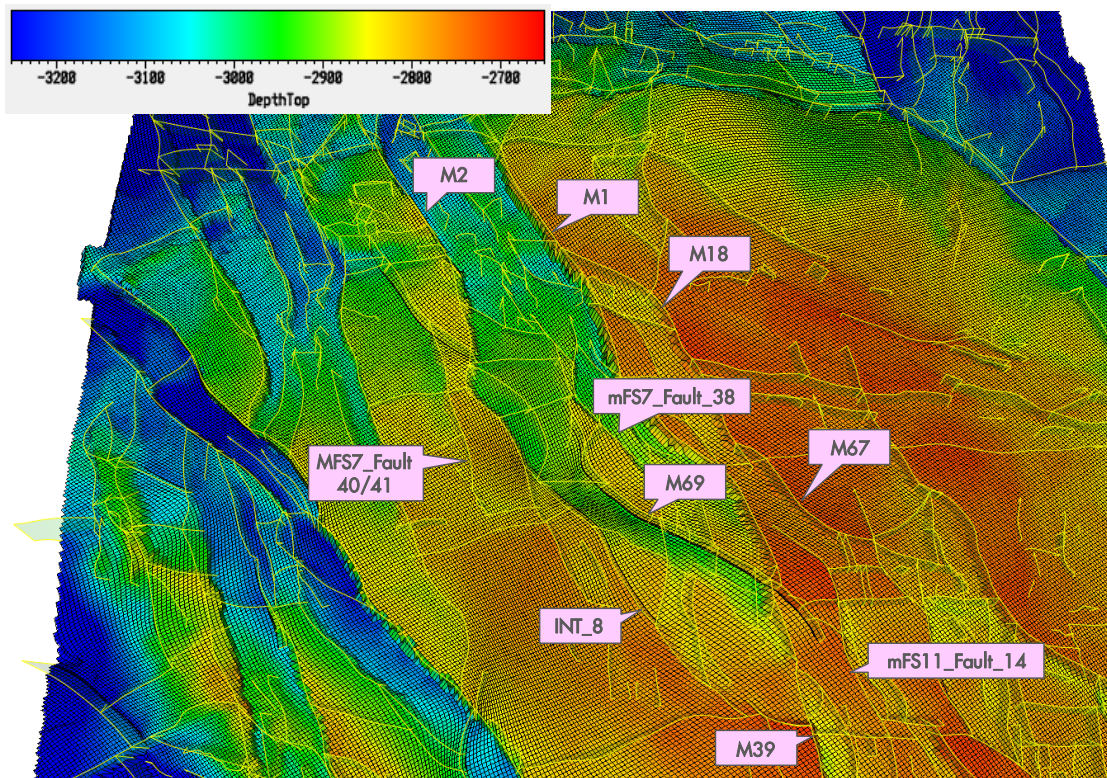 -3200 -3100 -3000 -2900 -2800 -2700
DepthTop
M2
M1
M18
mFS7_Fault_38
MFS7_Fault
40/41
M67
M69
INT_8
mFS11_Fault_14
M39